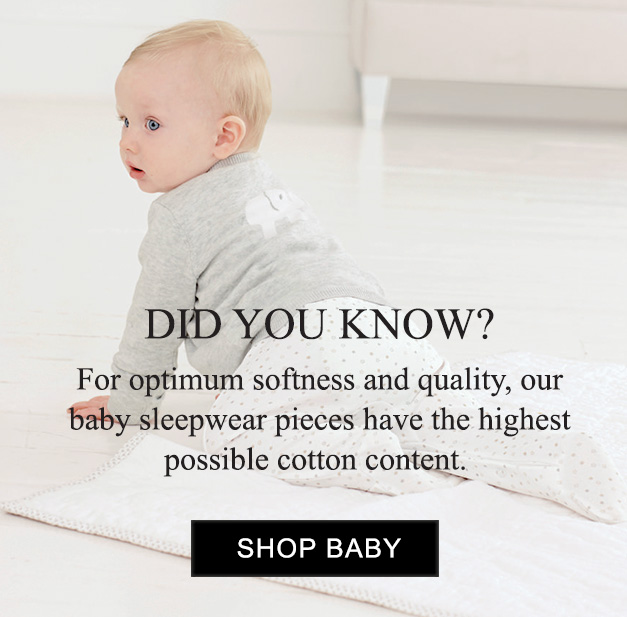 DID YOU KNOW?
For optimum softness and quality, our
baby sleepwear pieces have the highest
possible cotton content.
SHOP BABY